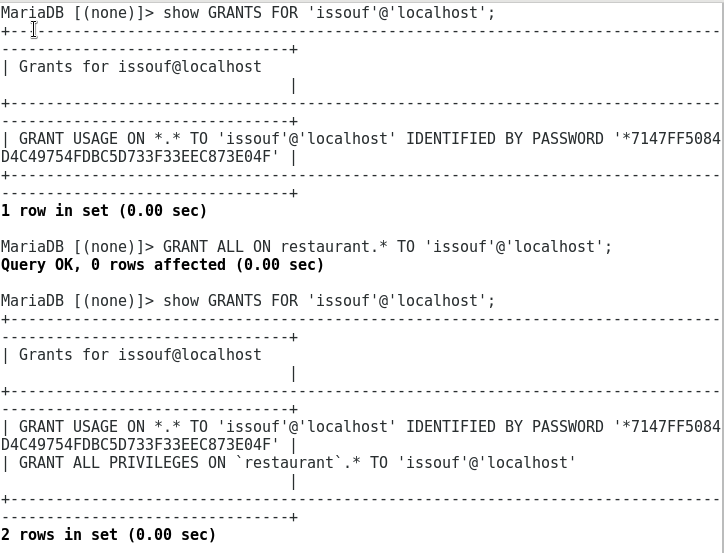 MariaDB [(none)]> show GRANTS FOR 'issouf'@'localhost';
+-------------------------------------------------------------------------------
--------------------------------+
| Grants for issouf@localhost
                                |
+-------------------------------------------------------------------------------
--------------------------------+
| GRANT USAGE ON *.* TO 'issouf'@'localhost' IDENTIFIED BY PASSWORD '*7147FF5084
D4C49754FDBC5D733F33EEC873E04F' |
+-------------------------------------------------------------------------------
--------------------------------+
1 row in set (0.00 sec)
MariaDB [(none)]> GRANT ALL ON restaurant.* TO 'issouf'@'localhost';
Query OK, 0 rows affected (0.00 sec)
MariaDB [(none)]> show GRANTS FOR 'issouf'@'localhost';
+-------------------------------------------------------------------------------
--------------------------------+
| Grants for issouf@localhost
                                |
+-------------------------------------------------------------------------------
--------------------------------+
| GRANT USAGE ON *.* TO 'issouf'@'localhost' IDENTIFIED BY PASSWORD '*7147FF5084
D4C49754FDBC5D733F33EEC873E04F' |
| GRANT ALL PRIVILEGES ON `restaurant`.* TO 'issouf'@'localhost'
                                |
+-------------------------------------------------------------------------------
--------------------------------+
2 rows in set (0.00 sec)